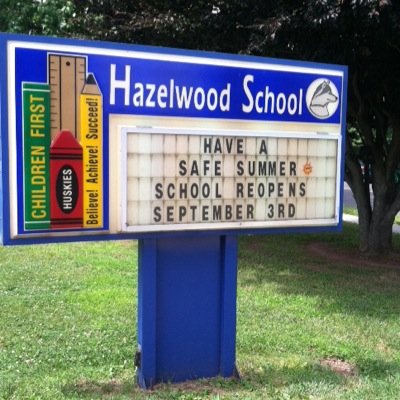 Hazelwood School
CHILDREN FIRST
HUSKIES
Believe! Achieve! Succeed!
HAVE A
SAFE SUMMER
SCHOOL REOPENS
SEPTEMBER 3RD